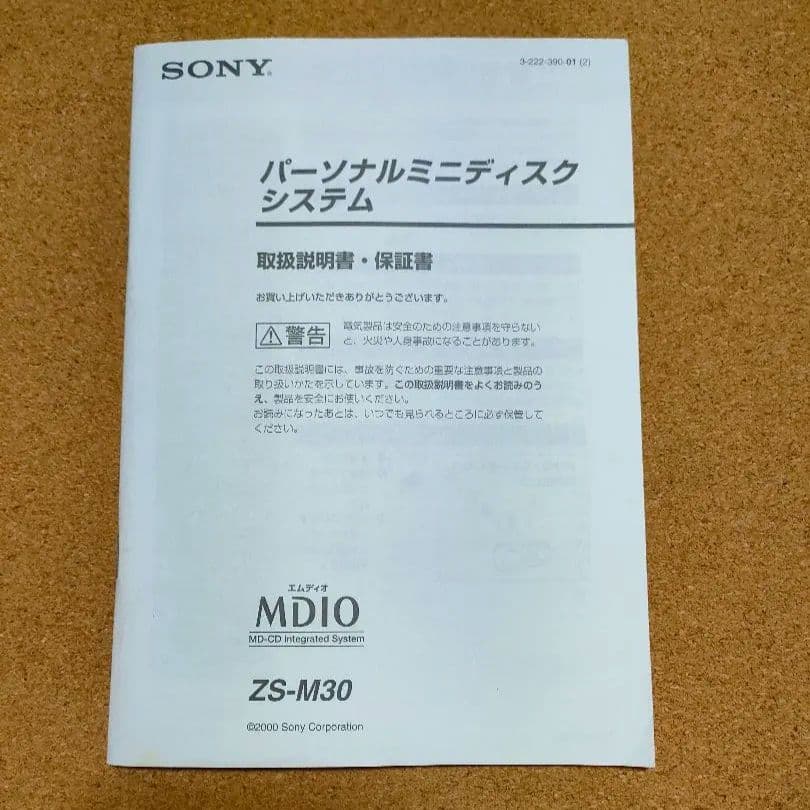 SONY®
3-222-390-01 (2)
パーソナルミニディスク
システム
取扱説明書・保証書
お買い上げいただきありがとうございます。
警告
電気製品は安全のための注意事項を守らない
と、火災や人身事故になることがあります。
この取扱説明書には、事故を防ぐための重要な注意事項と製品の
取り扱いかたを示しています。この取扱説明書をよくお読みのう
え、製品を安全にお使いください。
お読みになったあとは、いつでも見られるところに必ず保管して
ください。
エムディオ
MDIO
MD-CD Integrated System
ZS-M30
©2000 Sony Corporation